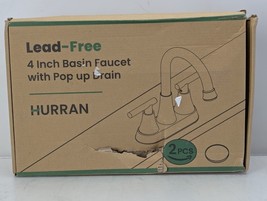 Lead-Free
4 Inch Basin Faucet
with Pop up Drain
HURRAN
2 PCS